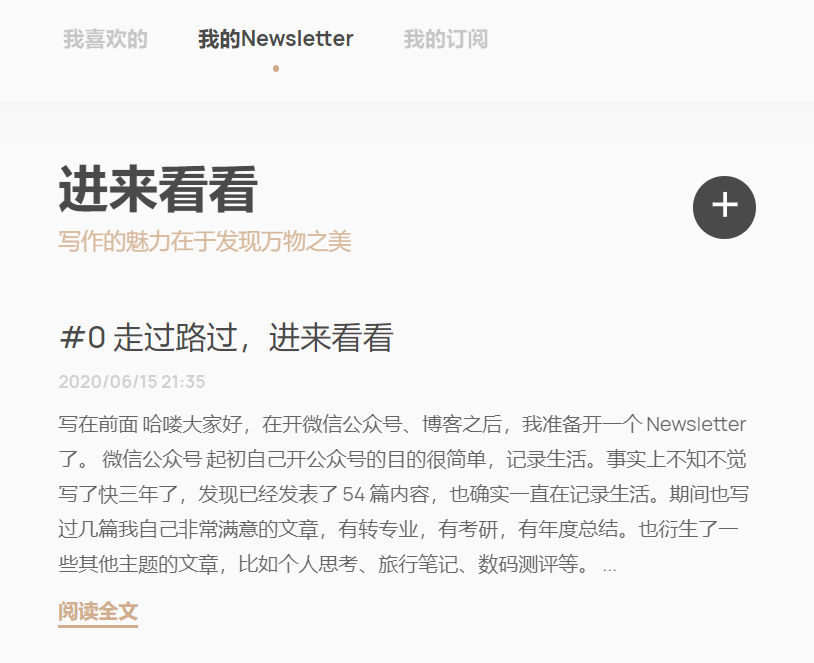 我喜欢的 我的Newsletter 我的订阅
进来看看
写作的魅力在于发现万物之美
#0 走过路过，进来看看
2020/06/15 21:35
写在前面 哈喽大家好，在开微信公众号、博客之后，我准备开一个 Newsletter
了。 微信公众号 起初自己开公众号的目的很简单，记录生活。事实上不知不觉
写了快三年了，发现已经发表了 54 篇内容，也确实一直在记录生活。期间也写
过几篇我自己非常满意的文章，有转专业，有考研，有年度总结。也衍生了一
些其他主题的文章，比如个人思考、旅行笔记、数码测评等。 ...
阅读全文